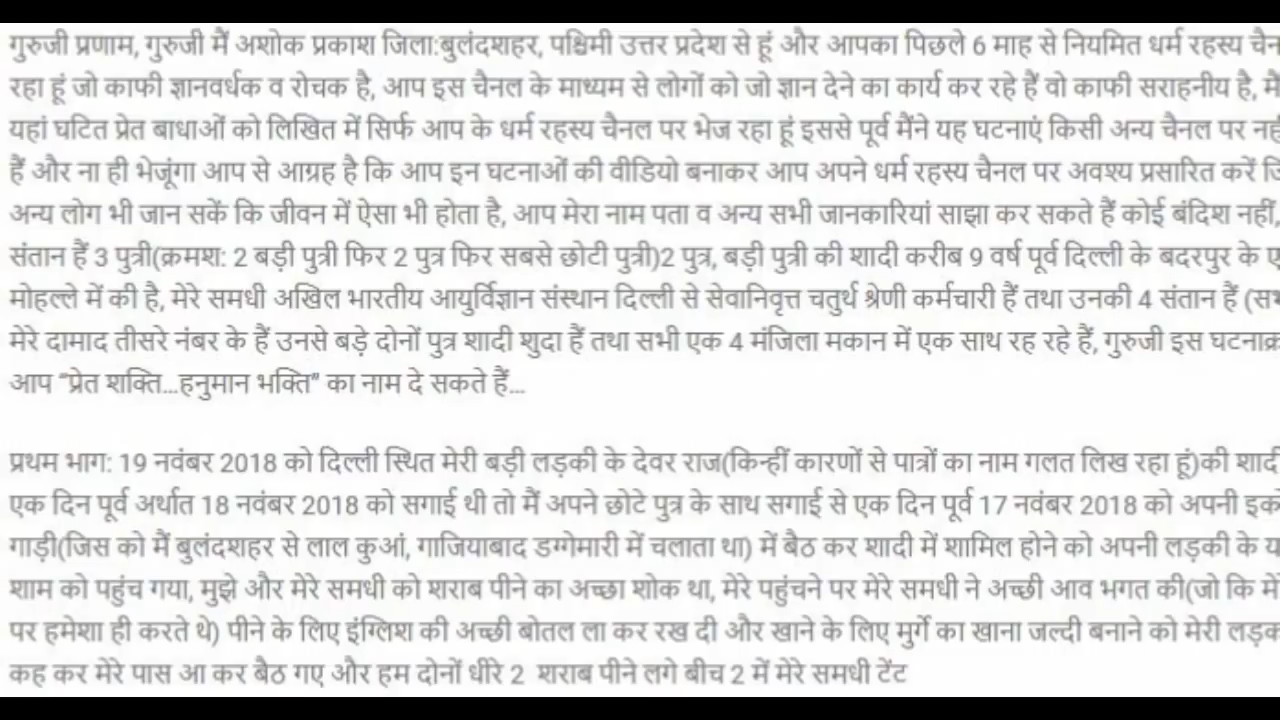 गुरुजी प्रणाम, गुरुजी मैं अशोक प्रकाश जिला:बुलंदशहर, पश्चिमी उत्तर प्रदेश से हूं और आपका पिछले 6 माह से नियमित धर्म रहस्य
रहा हूं जो काफी ज्ञानवर्धक व रोचक है, आप इस चैनल के माध्यम से लोगों को जो ज्ञान देने का कार्य कर रहे हैं वो काफी सराहनीय है,
यहां घटित प्रेत बाधाओं को लिखित में सिर्फ आप के धर्म रहस्य चैनल पर भेज रहा हूं इससे पूर्व मैंने यह घटनाएं किसी अन्य चैनल पर
हैं और ना ही भेजूंगा आप से आग्रह है कि आप इन घटनाओं की वीडियो बनाकर आप अपने धर्म रहस्य चैनल पर अवश्य प्रसारित करें
अन्य लोग भी जान सकें कि जीवन में ऐसा भी होता है, आप मेरा नाम पता व अन्य सभी जानकारियां साझा कर सकते हैं कोई बंदिश नहीं,
संतान हैं 3 पुत्री(क्रमश: 2 बड़ी पुत्री फिर 2 पुत्र फिर सबसे छोटी पुत्री)2 पुत्र, बड़ी पुत्री की शादी करीब 9 वर्ष पूर्व दिल्ली के बदरपुर के
मोहल्ले में की है, मेरे समधी अखिल भारतीय आयुर्विज्ञान संस्थान दिल्ली से सेवानिवृत्त चतुर्थ श्रेणी कर्मचारी हैं तथा उनकी 4 संतान हैं
मेरे दामाद तीसरे नंबर के हैं उनसे बड़े दोनों पुत्र शादी शुदा हैं तथा सभी एक 4 मंजिला मकान में एक साथ रह रहे हैं, गुरुजी इस
आप "प्रेत शक्ति...हनुमान भक्ति" का नाम दे सकते हैं...
प्रथम भाग: 19 नवंबर 2018 को दिल्ली स्थित मेरी बड़ी लड़की के देवर राज(किन्हीं कारणों से पात्रों का नाम गलत लिख रहा हूं)की शादी
एक दिन पूर्व अर्थात 18 नवंबर 2018 को सगाई थी तो मैं अपने छोटे पुत्र के साथ सगाई से एक दिन पूर्व 17 नवंबर 2018 को अपनी
गाड़ी(जिस को मैं बुलंदशहर से लाल कुआं, गाजियाबाद डग्गेमारी में चलाता था) में बैठ कर शादी में शामिल होने को अपनी लड़की के
शाम को पहुंच गया, मुझे और मेरे समधी को शराब पीने का अच्छा शोक था, मेरे पहुंचने पर मेरे समधी ने अच्छी आव भगत की(जो कि
पर हमेशा ही करते थे) पीने के लिए इंग्लिश की अच्छी बोतल ला कर रख दी और खाने के लिए मुर्गे का खाना जल्दी बनाने को मेरी
कह कर मेरे पास आ कर बैठ गए और हम दोनों धीरे 2 शराब पीने लगे बीच 2 में मेरे समधी टेंट